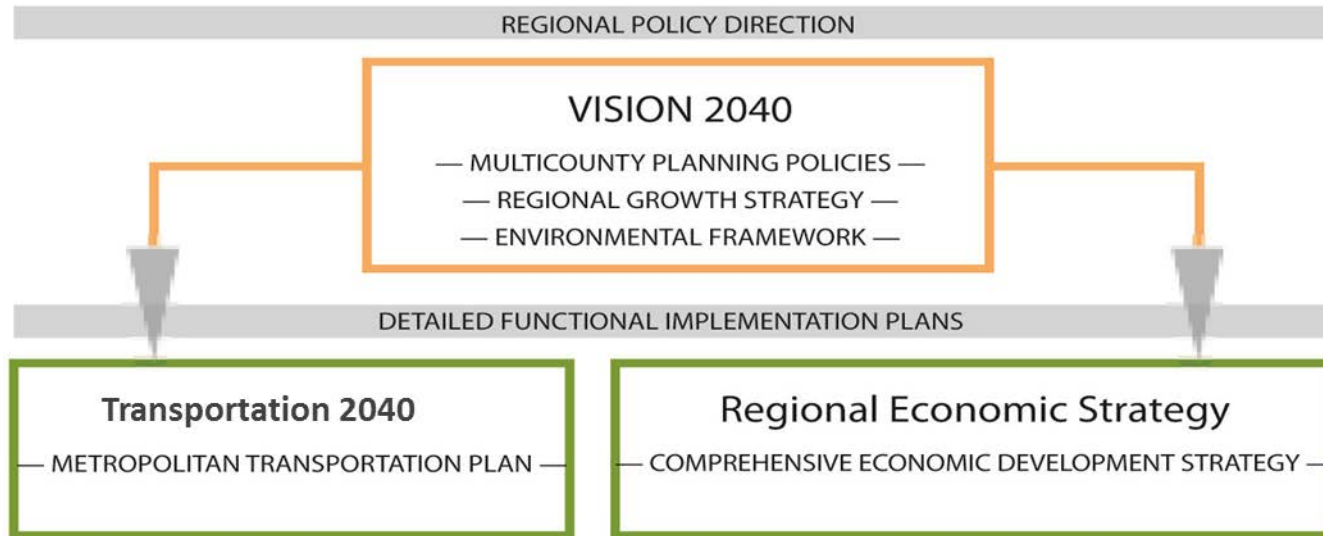 REGIONAL POLICY DIRECTION
VISION 2040
— MULTICOUNTY PLANNING POLICIES —
— REGIONAL GROWTH STRATEGY —
— ENVIRONMENTAL FRAMEWORK —
DETAILED FUNCTIONAL IMPLEMENTATION PLANS
Transportation 2040
— METROPOLITAN TRANSPORTATION PLAN —
Regional Economic Strategy
— COMPREHENSIVE ECONOMIC DEVELOPMENT STRATEGY —